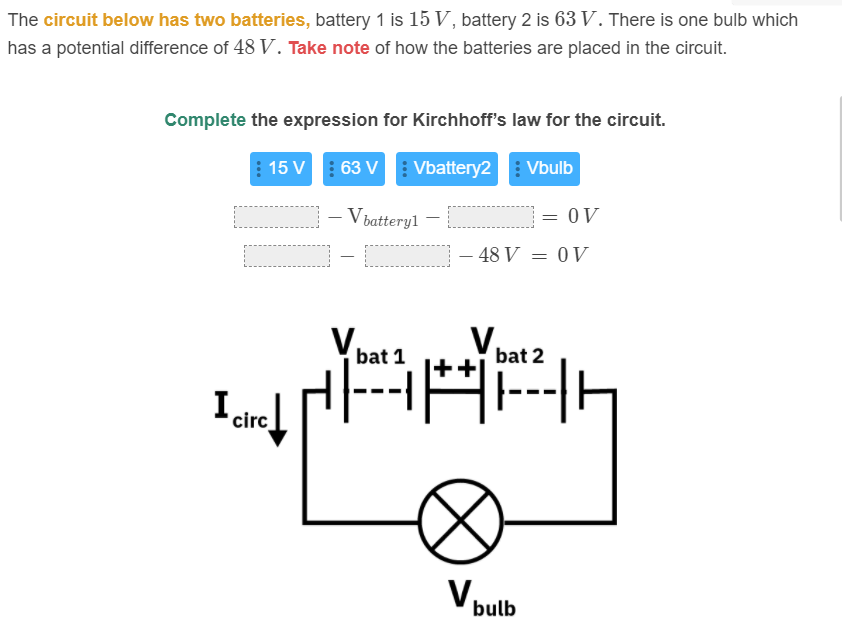 The circuit below has two batteries, battery 1 is 15 V, battery 2 is 63 V. There is one bulb which
has a potential difference of 48 V. Take note of how the batteries are placed in the circuit.
Complete the expression for Kirchhoff's law for the circuit.
15 V 63 V Vbattery2 Vbulb
− Vbattery1 − = 0 V
− − 48 V = 0 V
V bat 1 V bat 2
+ +
I circ
V bulb